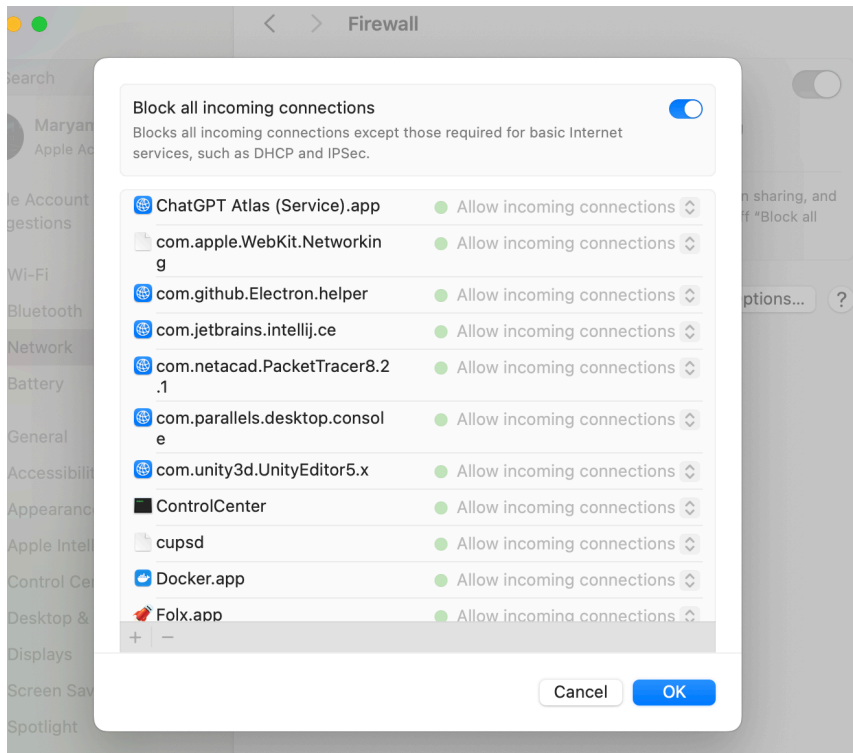 Firewall
Search
Maryam
Apple Ac
le Account
gestions
Wi-Fi
Bluetooth
Network
Battery
General
Accessibilit
Appearanc
Apple Intell
Control Cen
Desktop &
Displays
Screen Sav
Spotlight
Block all incoming connections
Blocks all incoming connections except those required for basic Internet
services, such as DHCP and IPSec.
ChatGPT Atlas (Service).app Allow incoming connections
com.apple.WebKit.Networkin Allow incoming connections
g
com.github.Electron.helper Allow incoming connections
com.jetbrains.intellij.ce Allow incoming connections
com.netacad.PacketTracer8.2 Allow incoming connections
.1
com.parallels.desktop.consol Allow incoming connections
e
com.unity3d.UnityEditor5.x Allow incoming connections
ControlCenter Allow incoming connections
cupsd Allow incoming connections
Docker.app Allow incoming connections
Folx.app Allow incoming connections
+ −
Cancel OK
n sharing, and
ff "Block all
ptions... ?